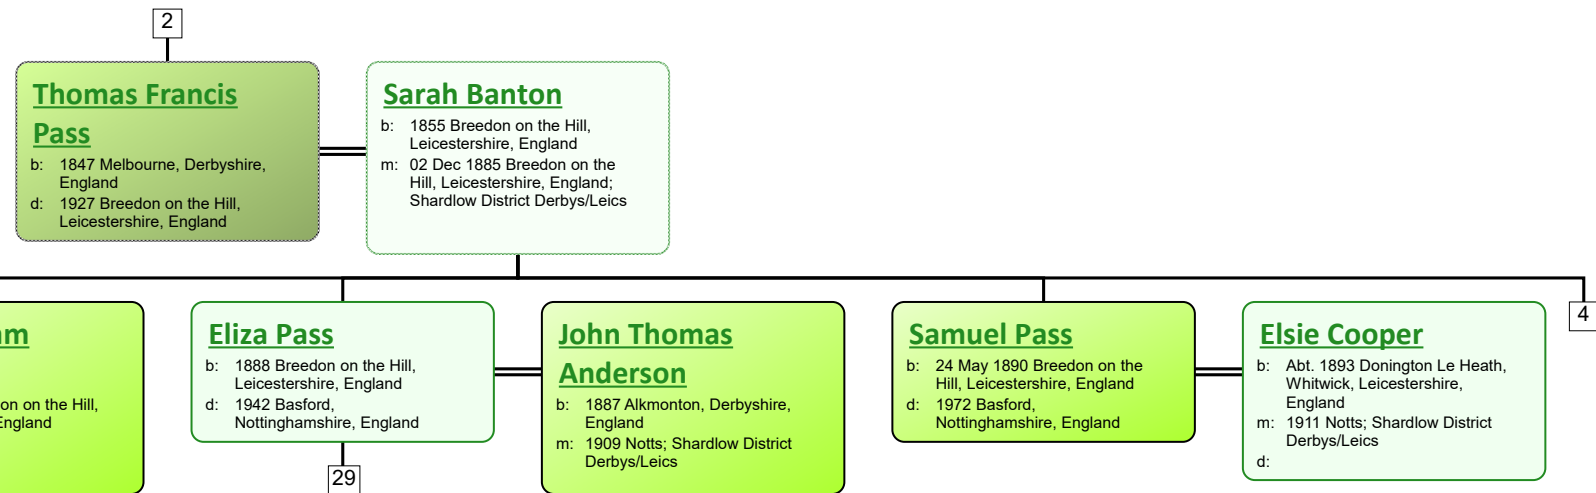 2
Thomas Francis
Pass
b: 1847 Melbourne, Derbyshire,
England
d: 1927 Breedon on the Hill,
Leicestershire, England
Sarah Banton
b: 1855 Breedon on the Hill,
Leicestershire, England
m: 02 Dec 1885 Breedon on the
Hill, Leicestershire, England;
Shardlow District Derbys/Leics
am
on on the Hill,
England
Eliza Pass
b: 1888 Breedon on the Hill,
Leicestershire, England
d: 1942 Basford,
Nottinghamshire, England
29
John Thomas
Anderson
b: 1887 Alkmonton, Derbyshire,
England
m: 1909 Notts; Shardlow District
Derbys/Leics
Samuel Pass
b: 24 May 1890 Breedon on the
Hill, Leicestershire, England
d: 1972 Basford,
Nottinghamshire, England
Elsie Cooper
b: Abt. 1893 Donington Le Heath,
Whitwick, Leicestershire,
England
m: 1911 Notts; Shardlow District
Derbys/Leics
d:
4